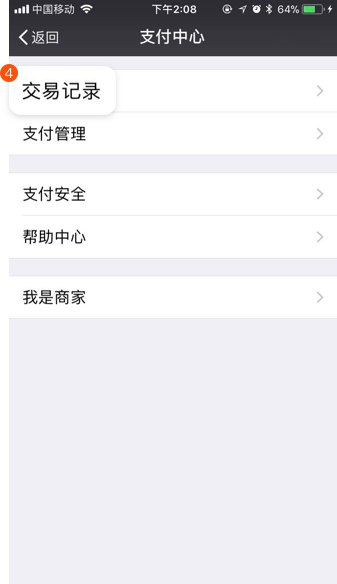 中国移动 下午2:08 64%
返回 支付中心
4
交易记录
支付管理
支付安全
帮助中心
我是商家